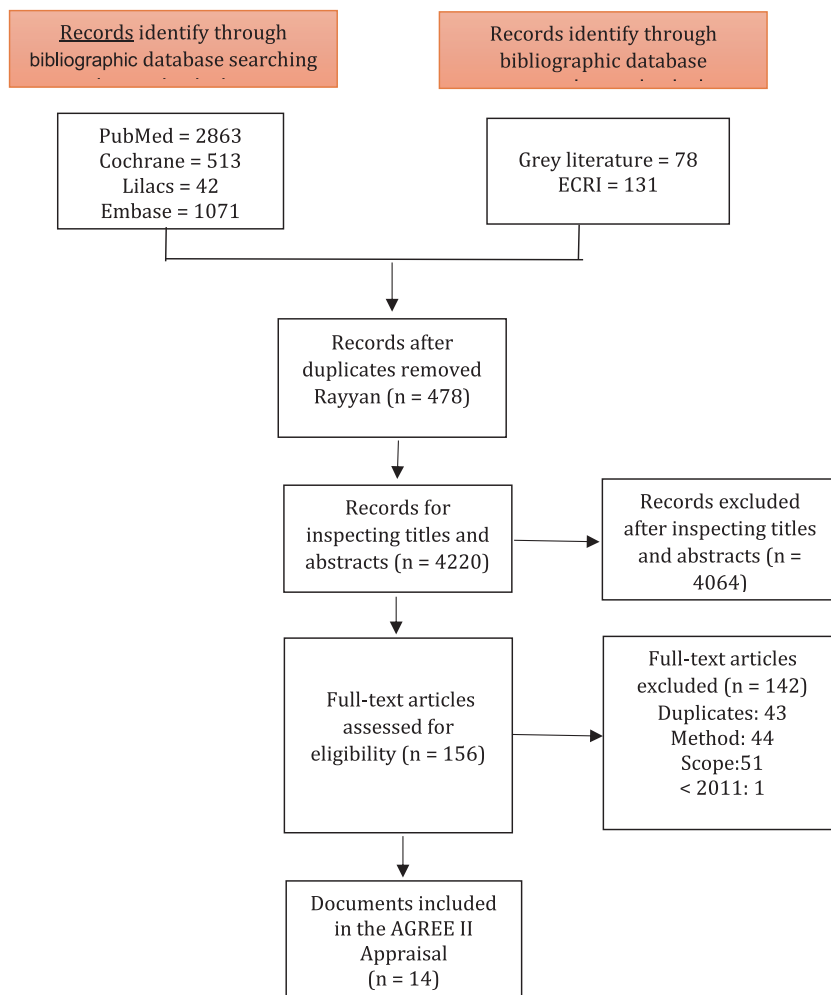 Records identify through
bibliographic database searching
Records identify through
bibliographic database
PubMed = 2863
Cochrane = 513
Lilacs = 42
Embase = 1071
Grey literature = 78
ECRI = 131
Records after
duplicates removed
Rayyan (n = 478)
Records for
inspecting titles and
abstracts (n = 4220)
Records excluded
after inspecting titles
and abstracts (n =
4064)
Full-text articles
assessed for
eligibility (n = 156)
Full-text articles
excluded (n = 142)
Duplicates: 43
Method: 44
Scope:51
< 2011: 1
Documents included
in the AGREE II
Appraisal
(n = 14)